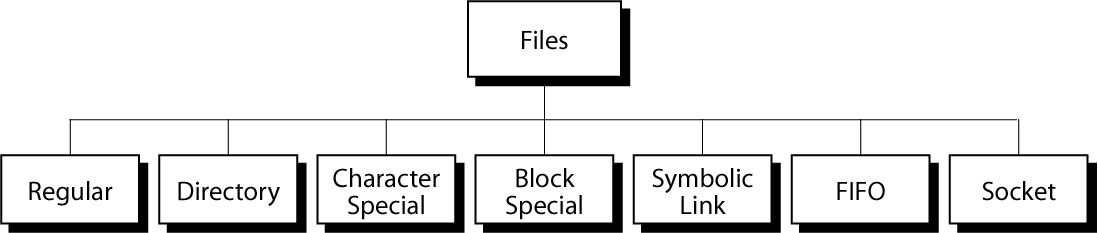 Files
Regular
Directory
Character
Special
Block
Special
Symbolic
Link
FIFO
Socket